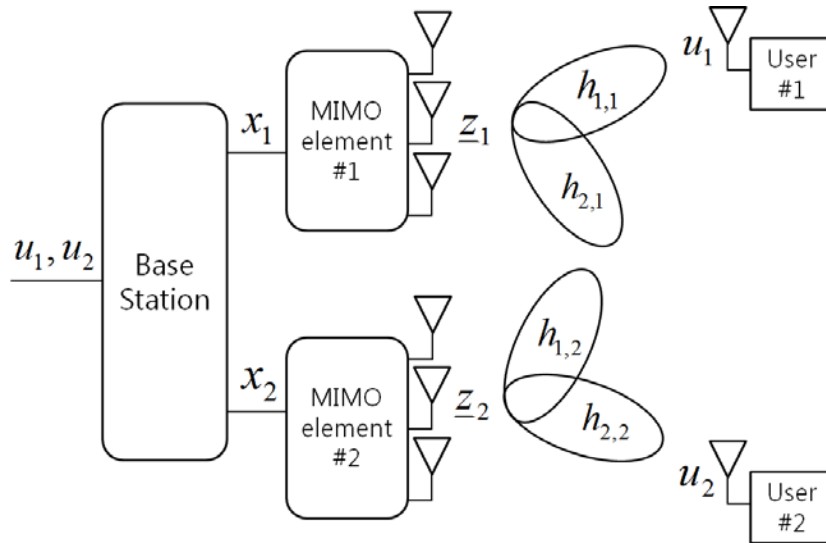 u₁, u₂
Base
Station
x₁
MIMO
element
#1
z₁
h₁,₁
h₂,₁
u₁
User
#1
x₂
MIMO
element
#2
z₂
h₁,₂
h₂,₂
u₂
User
#2